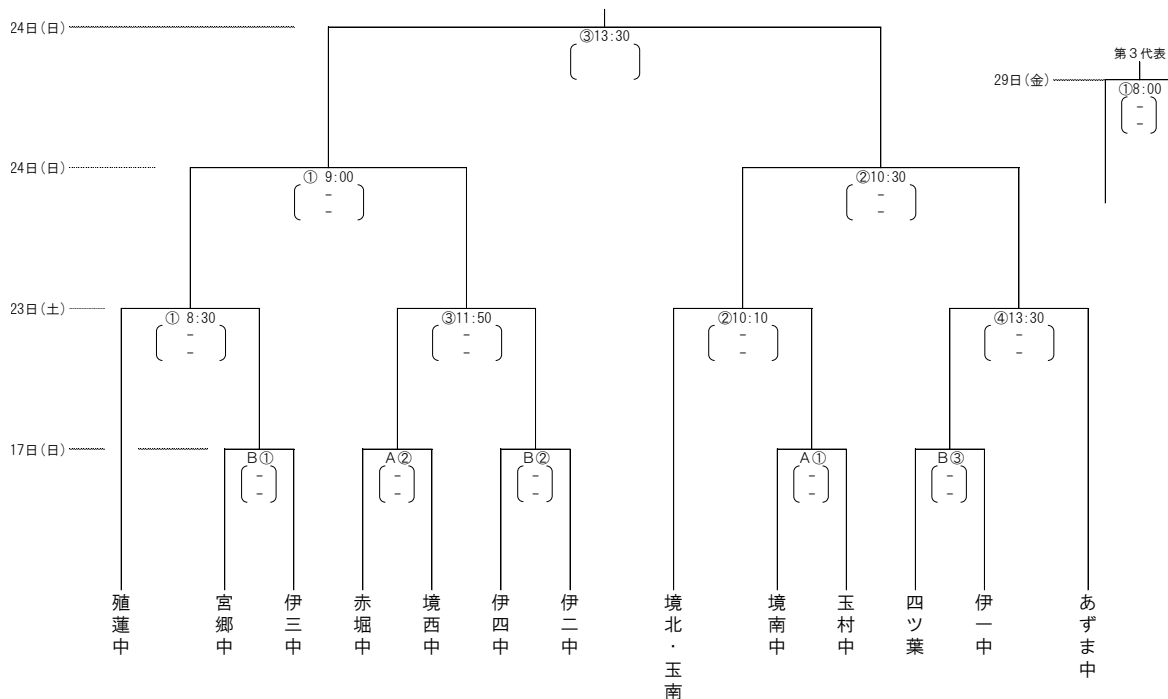 24日(日)
③13:30
第3代表
29日(金)
①8:00
-
-
24日(日)
① 9:00
-
-
②10:30
-
-
23日(土)
① 8:30
-
-
③11:50
-
-
②10:10
-
-
④13:30
-
-
17日(日)
B①
-
-
A②
-
-
B②
-
-
A①
-
-
B③
-
-
殖蓮中
宮郷中
伊三中
赤堀中
境西中
伊四中
伊二中
境北・玉南
境南中
玉村中
四ツ葉
伊一中
あずま中